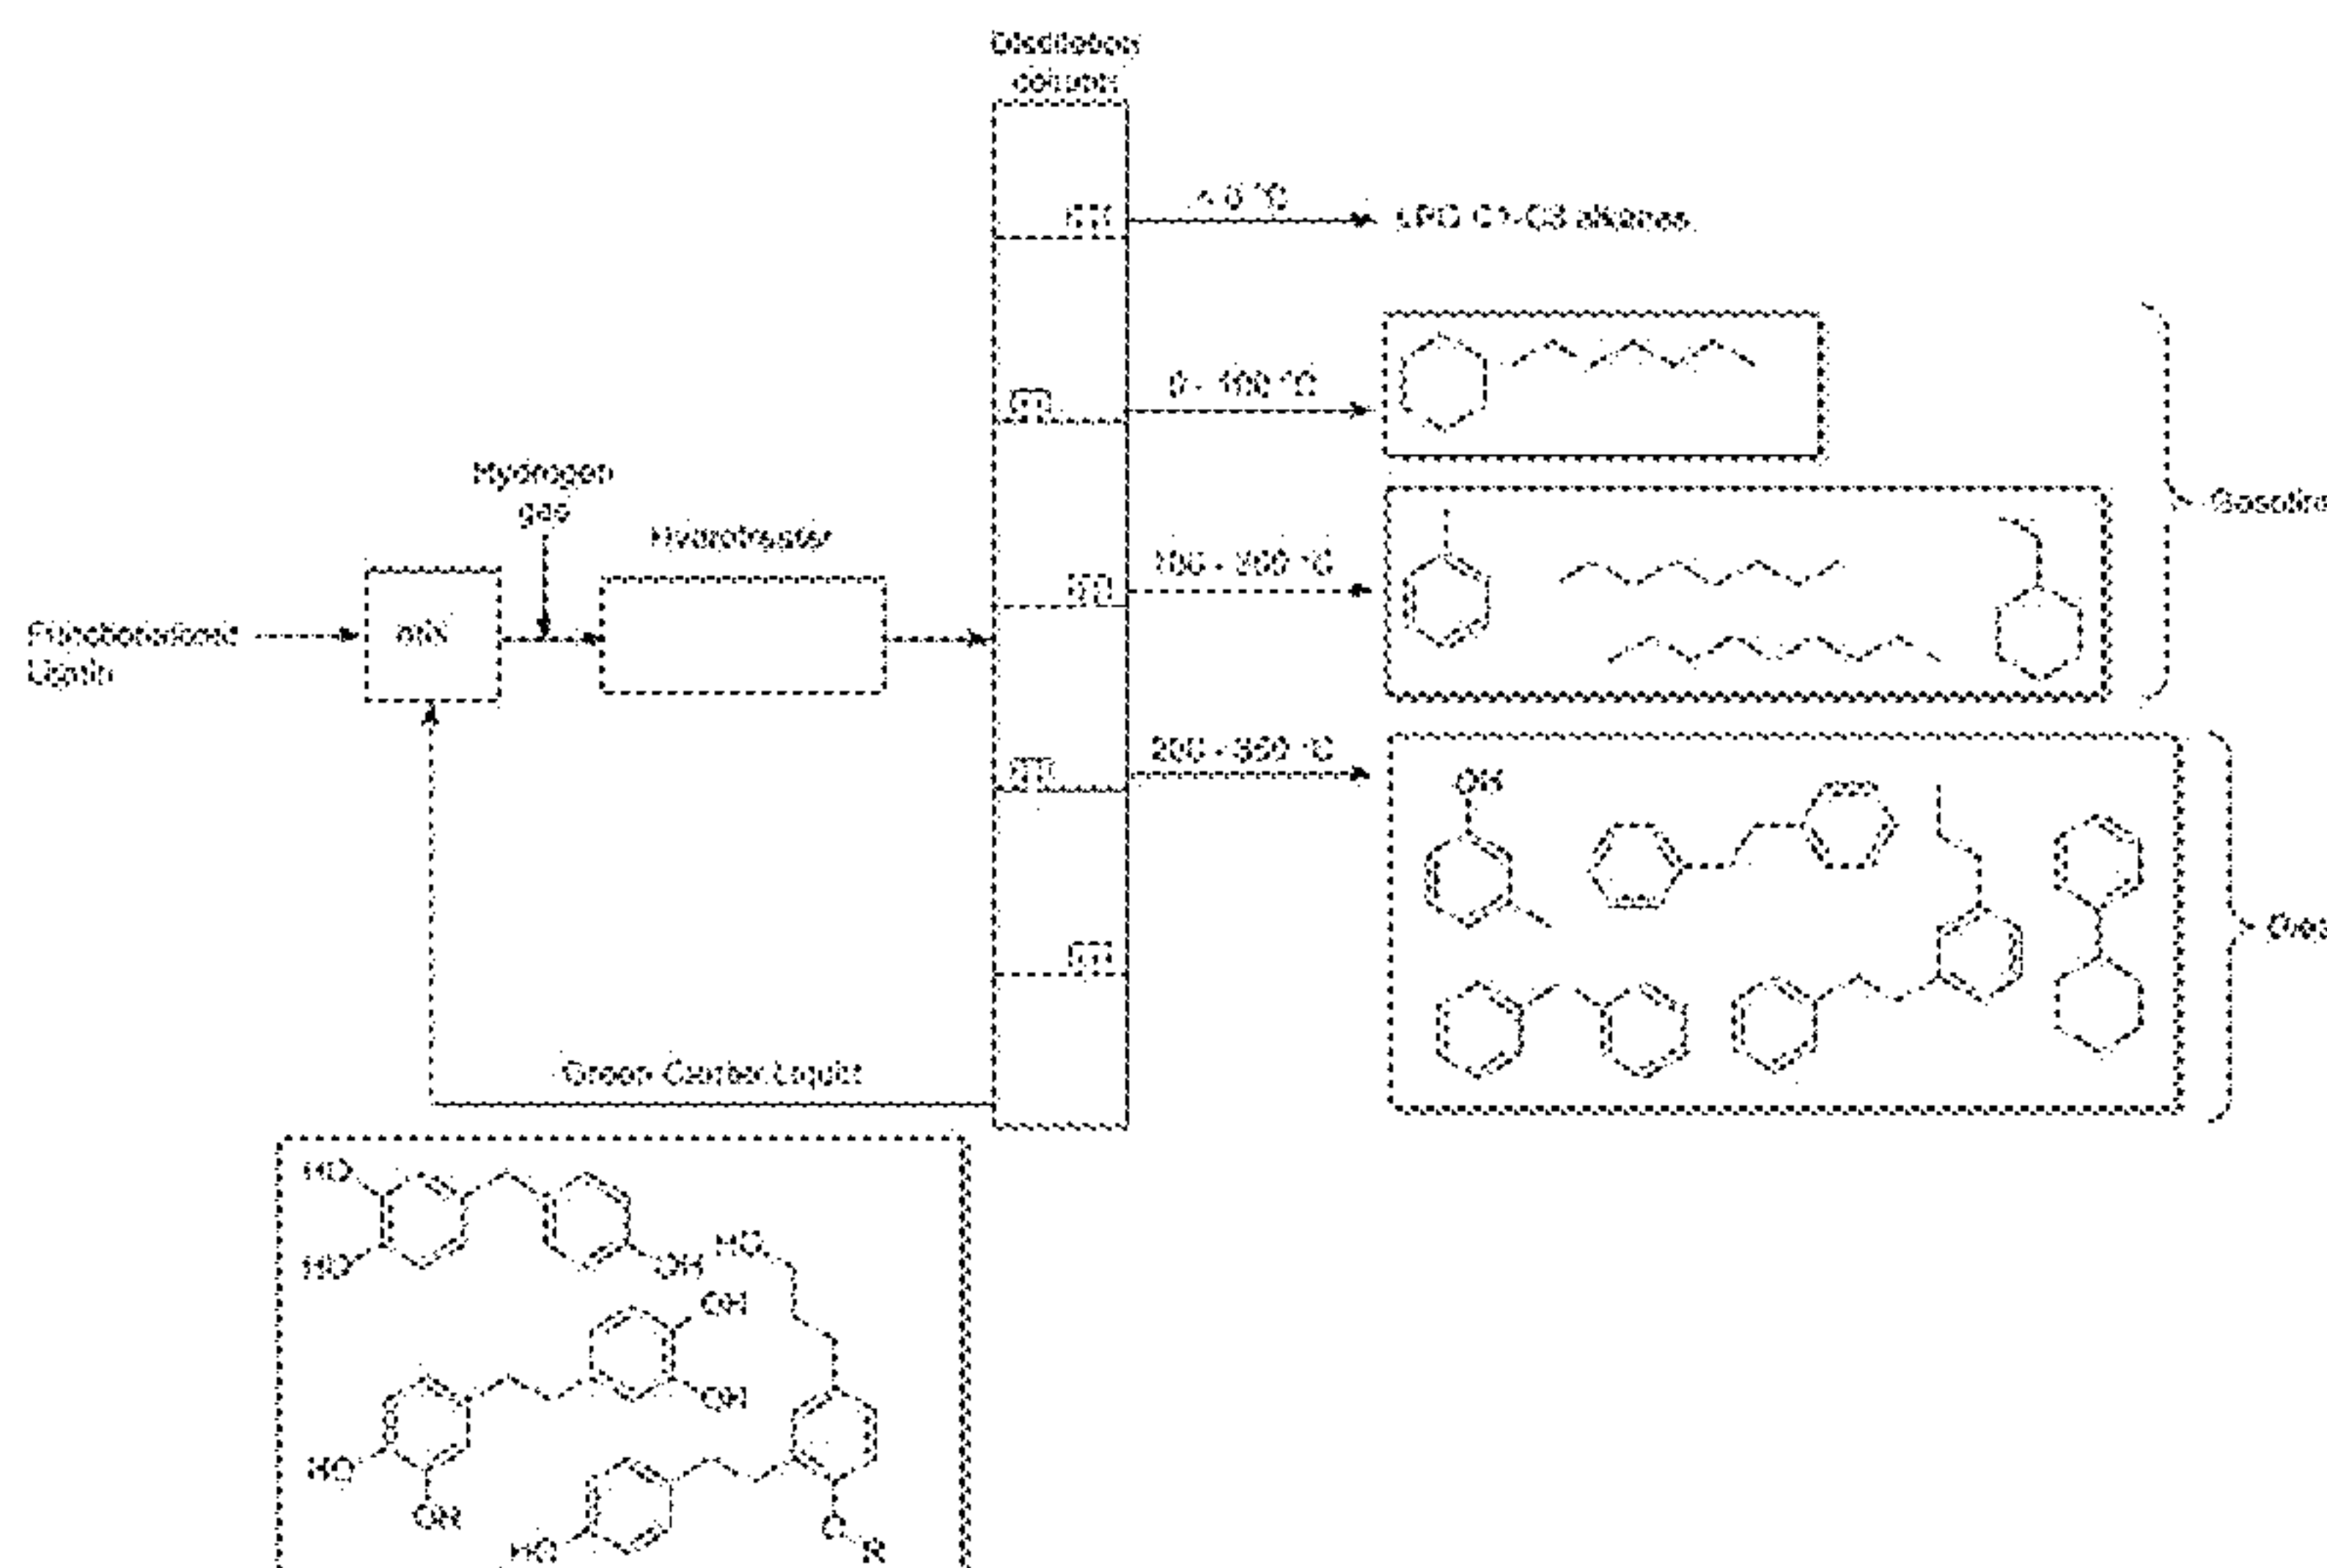 Distillation
column
< 0 °C
LPG C1-C3 alkanes
0 - 100 °C
Hydrogen
gas
Hydrotreater
Gasoline
100 - 200 °C
Functionalized
Lignin
mix
200 - 350 °C
OH
Green Carrier Liquid
HO
HO
OH
HO
OH
OH
HO
OH
HO
O
R